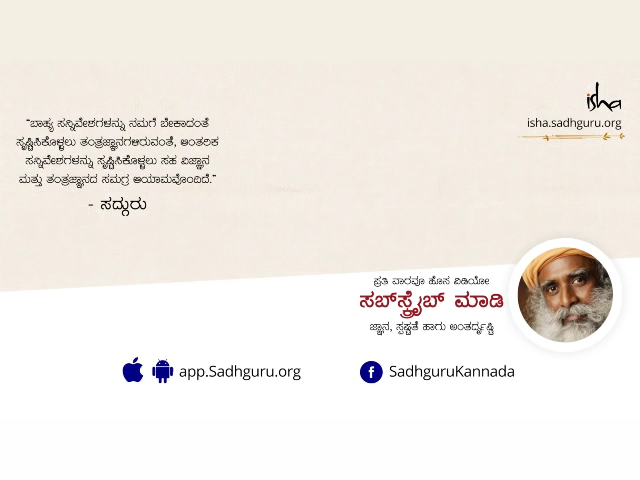 “ಬಾಹ್ಯ ಸನ್ನಿವೇಶಗಳನ್ನು ನಮಗೆ ಬೇಕಾದಂತೆ
ಸೃಷ್ಟಿಸಿಕೊಳ್ಳಲು ತಂತ್ರಜ್ಞಾನಗಳಿರುವಂತೆ, ಆಂತರಿಕ
ಸನ್ನಿವೇಶಗಳನ್ನು ಸೃಷ್ಟಿಸಿಕೊಳ್ಳಲು ಸಹ ವಿಜ್ಞಾನ
ಮತ್ತು ತಂತ್ರಜ್ಞಾನದ ಸಮಗ್ರ ಆಯಾಮವೊಂದಿದೆ.”
- ಸದ್ಗುರು
isha
isha.sadhguru.org
ಪ್ರತಿ ವಾರವೂ ಹೊಸ ವಿಡಿಯೋ
ಸಬ್‌ಸ್ಕ್ರೈಬ್ ಮಾಡಿ
ಜ್ಞಾನ, ಸ್ಪಷ್ಟತೆ ಹಾಗು ಅಂತರ್ದೃಷ್ಟಿ
app.Sadhguru.org
SadhguruKannada